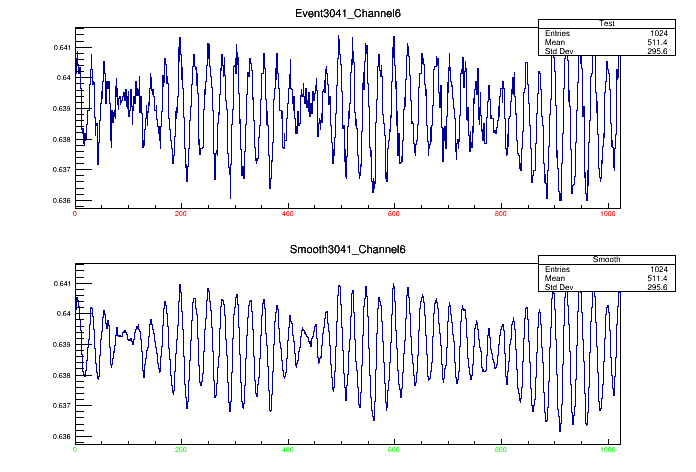 Event3041_Channel6
Test
Entries 1024
Mean 511.4
Std Dev 295.6
0.641
0.64
0.639
0.638
0.637
0.636
0 200 400 600 800 1000
Smooth3041_Channel6
Smooth
Entries 1024
Mean 511.4
Std Dev 295.6
0.641
0.64
0.639
0.638
0.637
0.636
0 200 400 600 800 1000